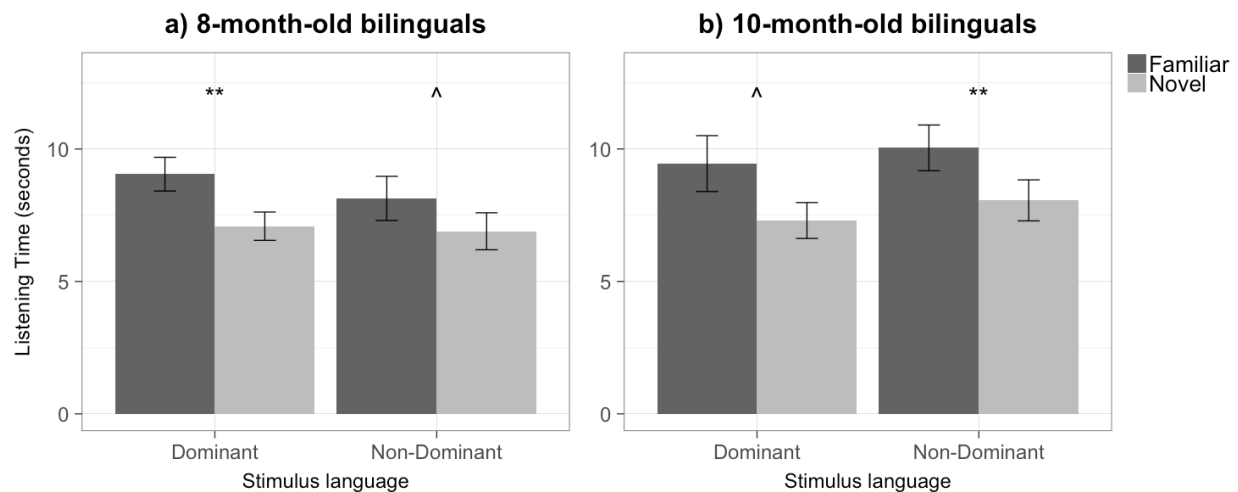 a) 8-month-old bilinguals
b) 10-month-old bilinguals
Familiar
Novel
** ^
^ **
Listening Time (seconds)
10
5
0
10
5
0
Dominant Non-Dominant
Stimulus language
Dominant Non-Dominant
Stimulus language